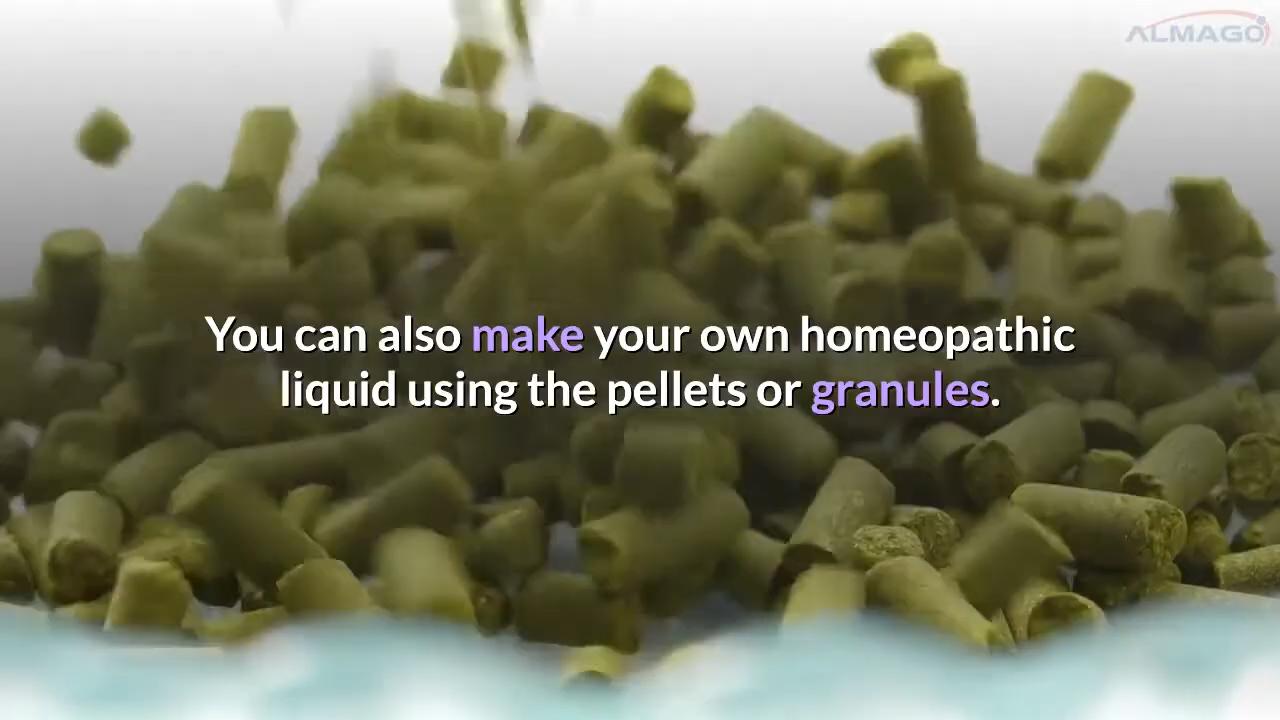 ALMAGO
You can also make your own homeopathic
liquid using the pellets or granules.